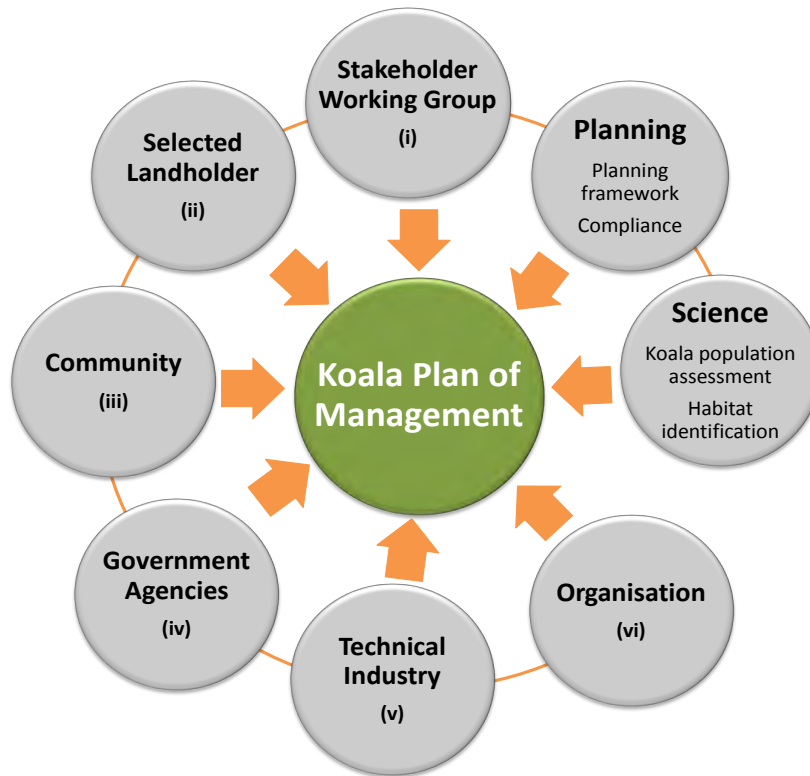 Stakeholder
Working Group
(i)
Planning
Planning
framework
Compliance
Science
Koala population
assessment
Habitat
identification
Organisation
(vi)
Technical
Industry
(v)
Government
Agencies
(iv)
Community
(iii)
Selected
Landholder
(ii)
Koala Plan of
Management